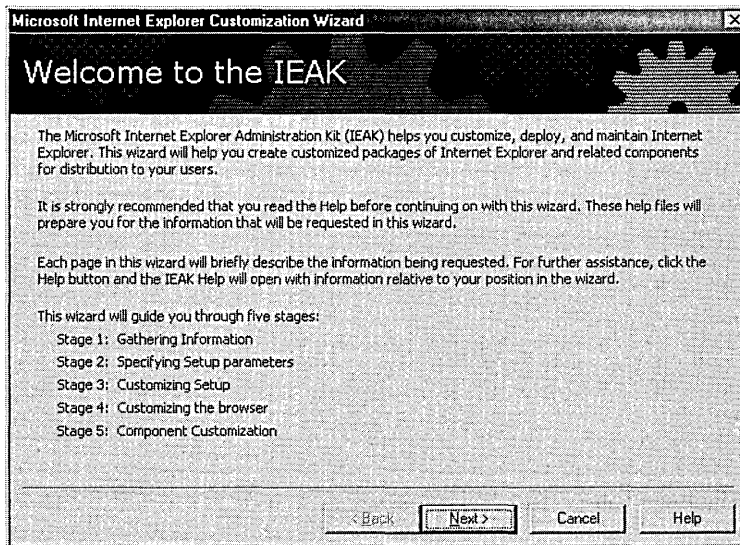 Microsoft Internet Explorer Customization Wizard
Welcome to the IEAK
The Microsoft Internet Explorer Administration Kit (IEAK) helps you customize, deploy, and maintain Internet
Explorer. This wizard will help you create customized packages of Internet Explorer and related components
for distribution to your users.
It is strongly recommended that you read the Help before continuing on with this wizard. These help files will
prepare you for the information that will be requested in this wizard.
Each page in this wizard will briefly describe the information being requested. For further assistance, click the
Help button and the IEAK Help will open with information relative to your position in the wizard.
This wizard will guide you through five stages:
Stage 1: Gathering Information
Stage 2: Specifying Setup parameters
Stage 3: Customizing Setup
Stage 4: Customizing the browser
Stage 5: Component Customization
< Back Next > Cancel Help